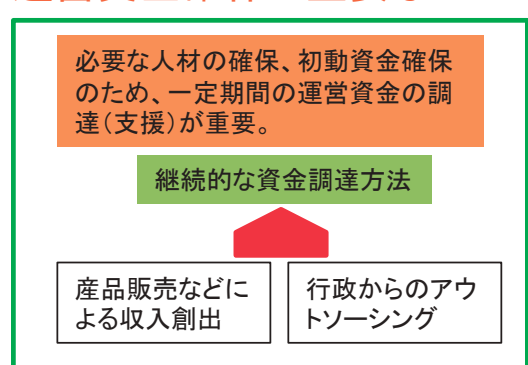 必要な人材の確保、初動資金確保
のため、一定期間の運営資金の調
達(支援)が重要。
継続的な資金調達方法
産品販売などに
よる収入創出
行政からのアウ
トソーシング